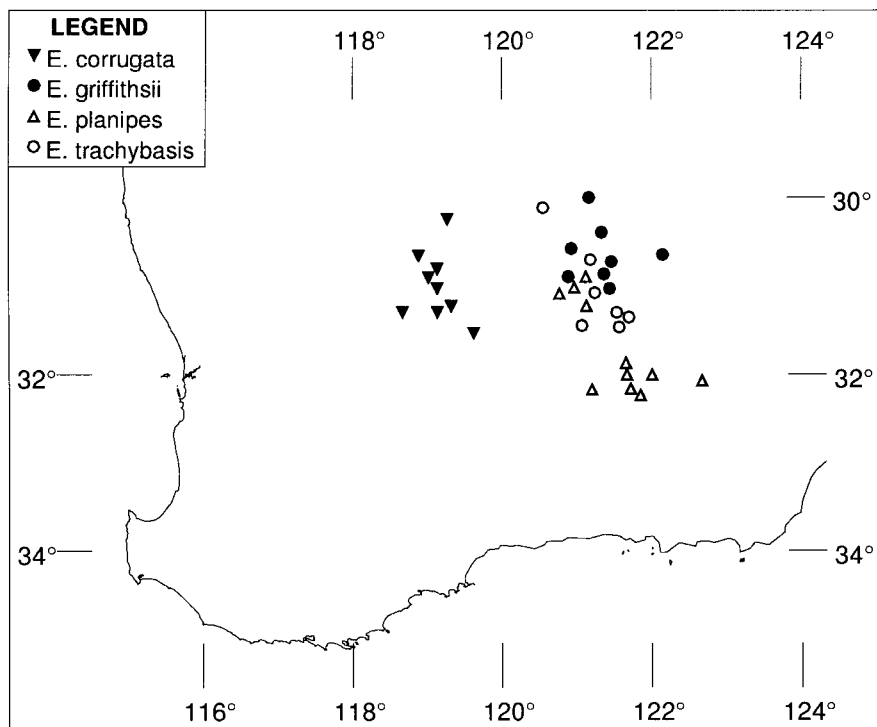 LEGEND
▼ E. corrugata
● E. griffithsii
△ E. planipes
○ E. trachybasis
118° 120° 122° 124°
30°
32° 32°
34° 34°
116° 118° 120° 122° 124°